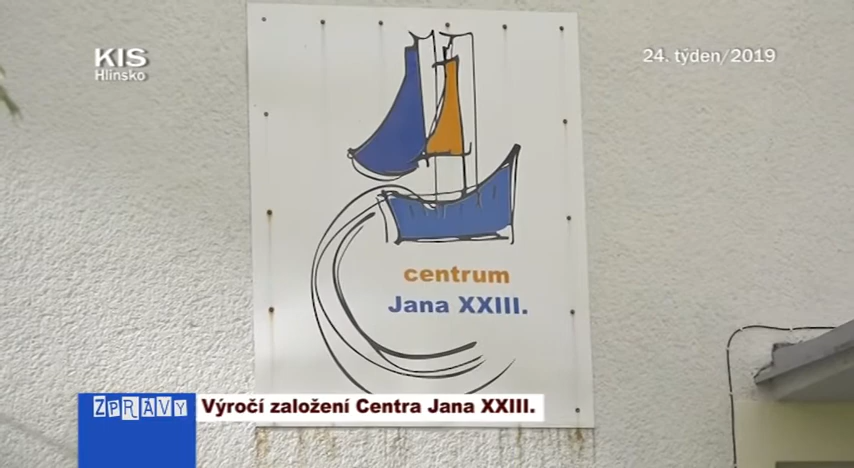 KIS
Hlinsko
24. týden/2019
centrum
Jana XXIII.
ZPRÁVY
Výročí založení Centra Jana XXIII.